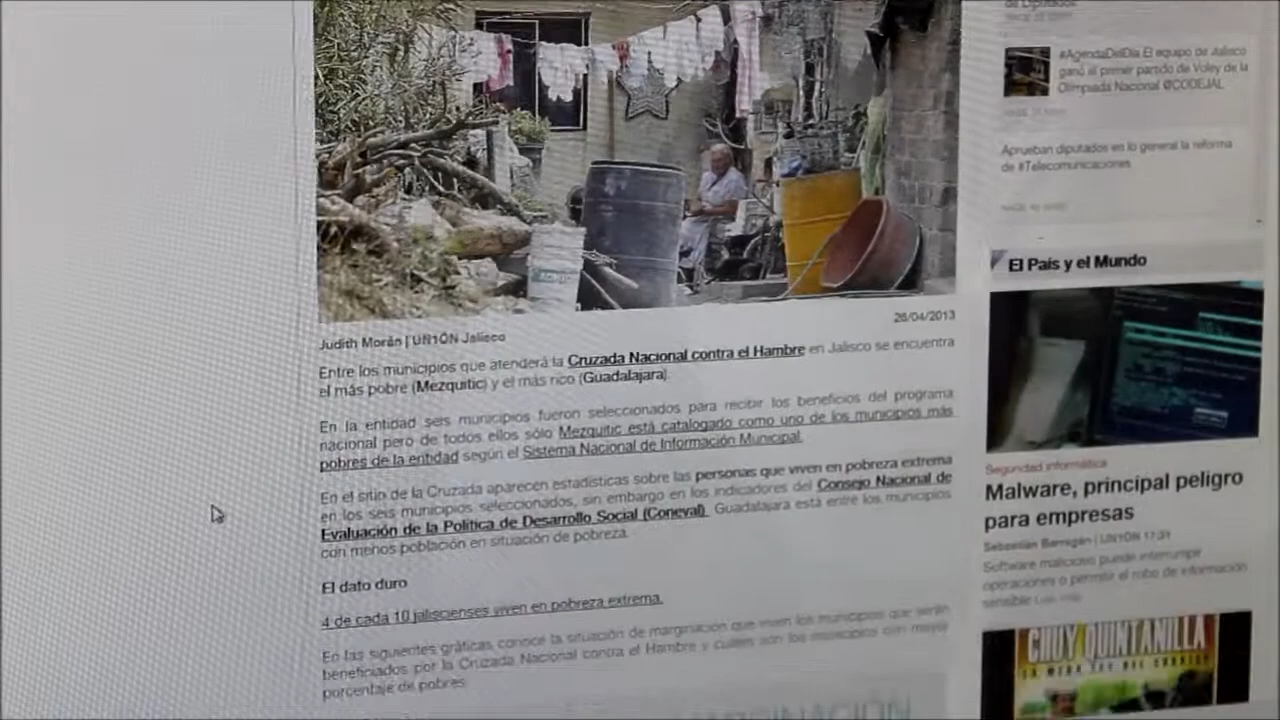 Judith Morán | UN1ÓN Jalisco
26/04/2013
Entre los municipios que atenderá la Cruzada Nacional contra el Hambre en Jalisco se encuentra
el más pobre (Mezquitic) y el más rico (Guadalajara).
En la entidad seis municipios fueron seleccionados para recibir los beneficios del programa
nacional pero de todos ellos sólo Mezquitic está catalogado como uno de los municipios más
pobres de la entidad según el Sistema Nacional de Información Municipal.
En el sitio de la Cruzada aparecen estadísticas sobre las personas que viven en pobreza extrema
en los seis municipios seleccionados, sin embargo en los indicadores del Consejo Nacional de
Evaluación de la Política de Desarrollo Social (Coneval), Guadalajara está entre los municipios
con menos población en situación de pobreza.
El dato duro
4 de cada 10 jaliscienses viven en pobreza extrema.
En las siguientes gráficas conoce la situación de marginación que viven los municipios que serán
beneficiados por la Cruzada Nacional contra el Hambre y cuáles son los municipios con mayor
porcentaje de pobres.
MARGINACIÓN
de Diputados
#AgendaDelDía El equipo de Jalisco
ganó el primer partido de Voley de la
Olimpiada Nacional @CODEJAL
Aprueban diputados en lo general la reforma
de #Telecomunicaciones
El País y el Mundo
Seguridad informática
Malware, principal peligro
para empresas
Sebastián Barragán | UN1ÓN 17:31
Software malicioso puede interrumpir
operaciones o permitir el robo de información
sensible
CHUY QUINTANILLA